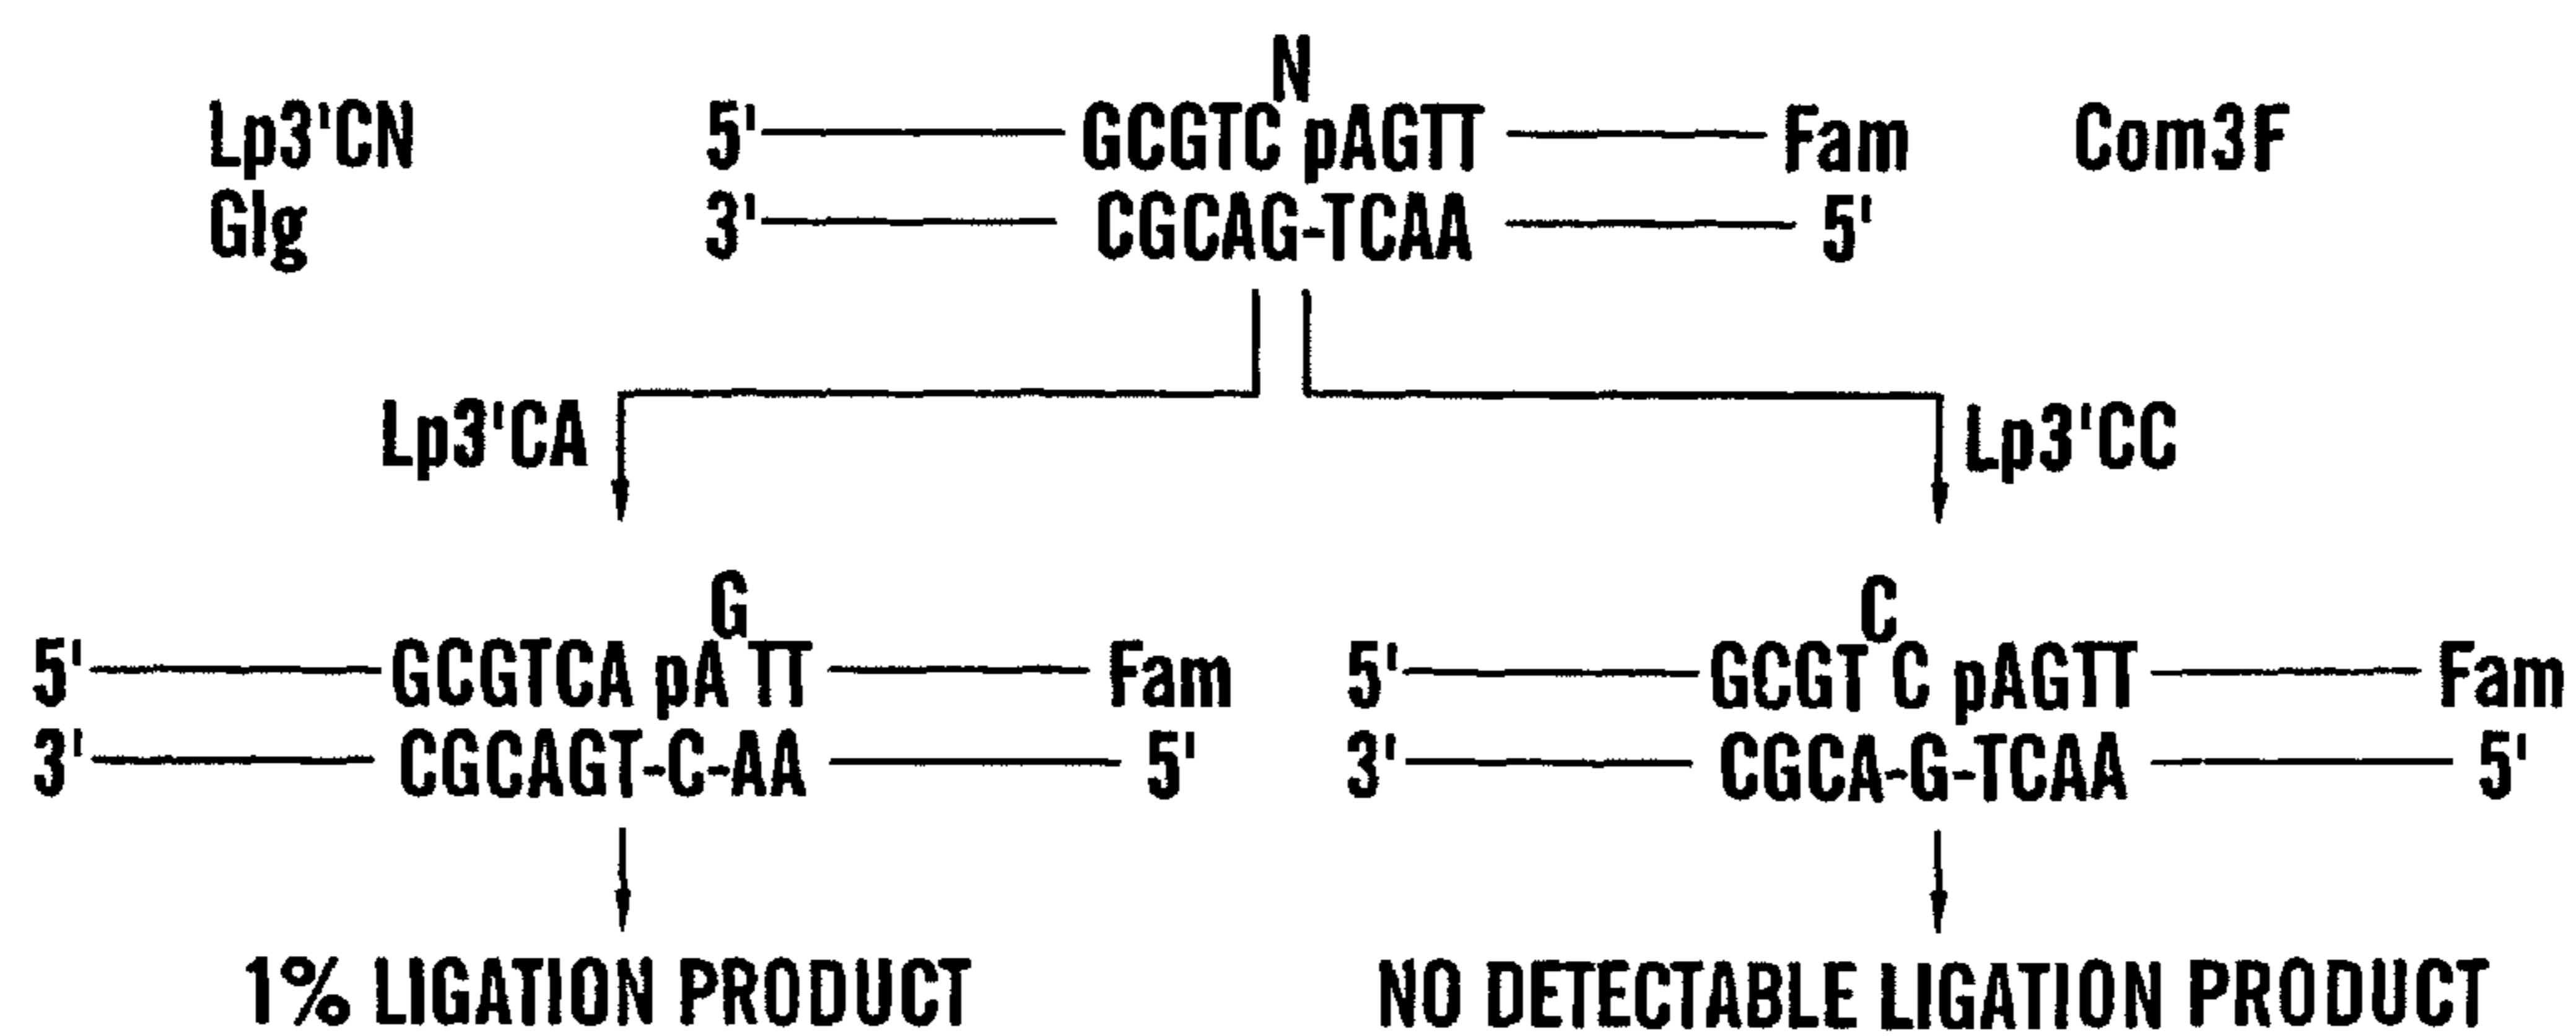 N
Lp3'CN 5' GCGTC pAGTT Fam Com3F
Glg 3' CGCAG-TCAA 5'
Lp3'CA Lp3'CC
G C
5' GCGTCA pA TT Fam 5' GCGT C pAGTT Fam
3' CGCAGT-C-AA 5' 3' CGCA-G-TCAA 5'
1% LIGATION PRODUCT NO DETECTABLE LIGATION PRODUCT